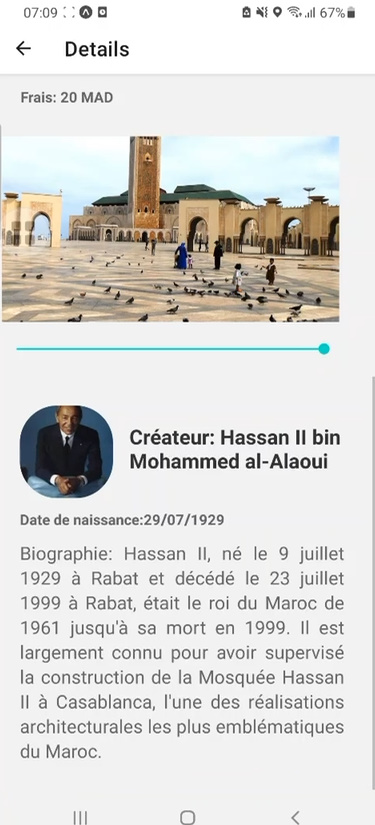 07:09 67%
Details
Frais: 20 MAD
Créateur: Hassan II bin
Mohammed al-Alaoui
Date de naissance:29/07/1929
Biographie: Hassan II, né le 9 juillet
1929 à Rabat et décédé le 23 juillet
1999 à Rabat, était le roi du Maroc de
1961 jusqu'à sa mort en 1999. Il est
largement connu pour avoir supervisé
la construction de la Mosquée Hassan
II à Casablanca, l'une des réalisations
architecturales les plus emblématiques
du Maroc.